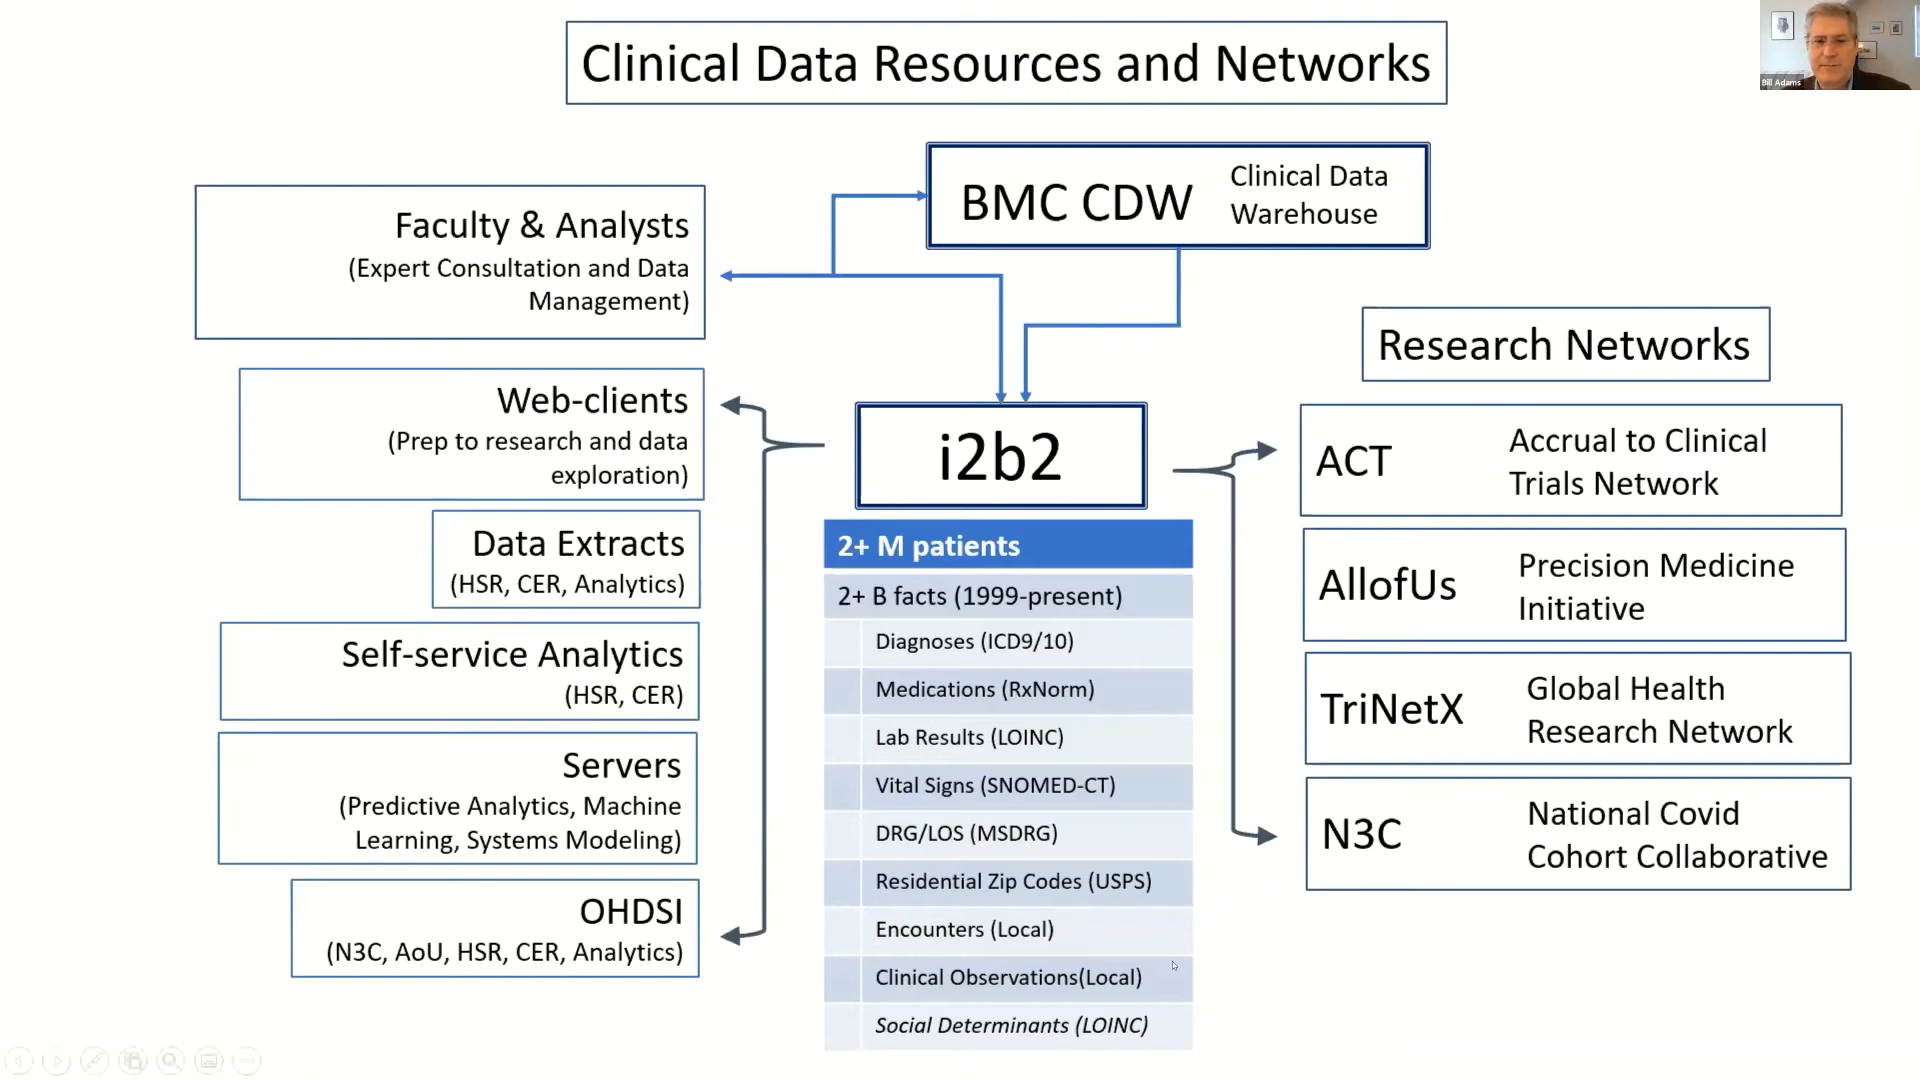 Clinical Data Resources and Networks
Bill Adams
BMC CDW
Clinical Data
Warehouse
Faculty & Analysts
(Expert Consultation and Data
Management)
Web-clients
(Prep to research and data
exploration)
Data Extracts
(HSR, CER, Analytics)
Self-service Analytics
(HSR, CER)
Servers
(Predictive Analytics, Machine
Learning, Systems Modeling)
OHDSI
(N3C, AoU, HSR, CER, Analytics)
i2b2
2+ M patients
2+ B facts (1999-present)
Diagnoses (ICD9/10)
Medications (RxNorm)
Lab Results (LOINC)
Vital Signs (SNOMED-CT)
DRG/LOS (MSDRG)
Residential Zip Codes (USPS)
Encounters (Local)
Clinical Observations(Local)
Social Determinants (LOINC)
Research Networks
ACT
Accrual to Clinical
Trials Network
AllofUs
Precision Medicine
Initiative
TriNetX
Global Health
Research Network
N3C
National Covid
Cohort Collaborative